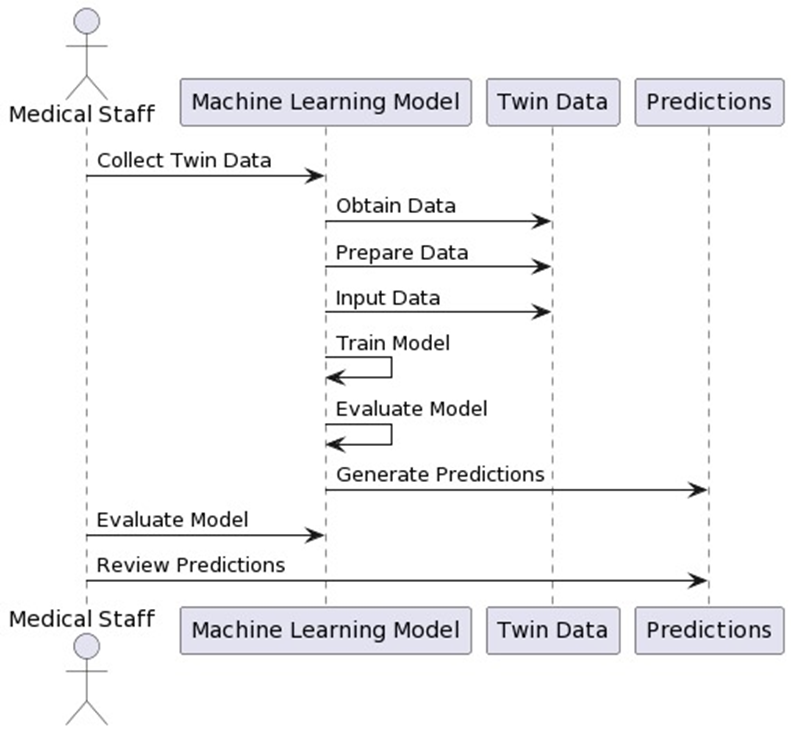 Medical Staff
Machine Learning Model
Twin Data
Predictions
Collect Twin Data
Obtain Data
Prepare Data
Input Data
Train Model
Evaluate Model
Generate Predictions
Evaluate Model
Review Predictions
Medical Staff
Machine Learning Model
Twin Data
Predictions